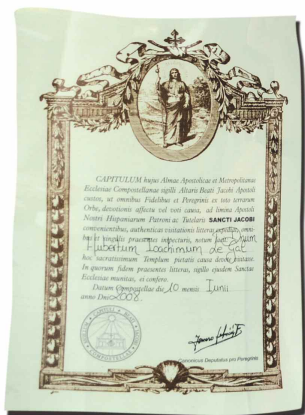 CAPITULUM hujus Almae Apostolicae et Metropolitanae
Ecclesiae Compostellanae sigilli Altaris Beati Jacobi Apostoli
custos, ut omnibus Fidelibus et Peregrinis ex toto terrarum
Orbe, devotionis affectu vel voti causa, ad limina Apostoli
Nostri Hispaniarum Patroni ac Tutelaris SANCTI JACOBI
convenientibus, authenticas visitationis litteras expediat, omni-
bus et singulis praesentes inspecturis, notum facit: Dnum
Hubertum Joachimum de
hoc sacratissimum Templum pietatis causa devote visitasse.
In quorum fidem praesentes litteras, sigillo ejusdem Sanctae
Ecclesiae munitas, ei confero.
Datum Compostellae die 10 mensis Junii
anno Dni 2008
Canonicus Deputatus pro Peregrinis